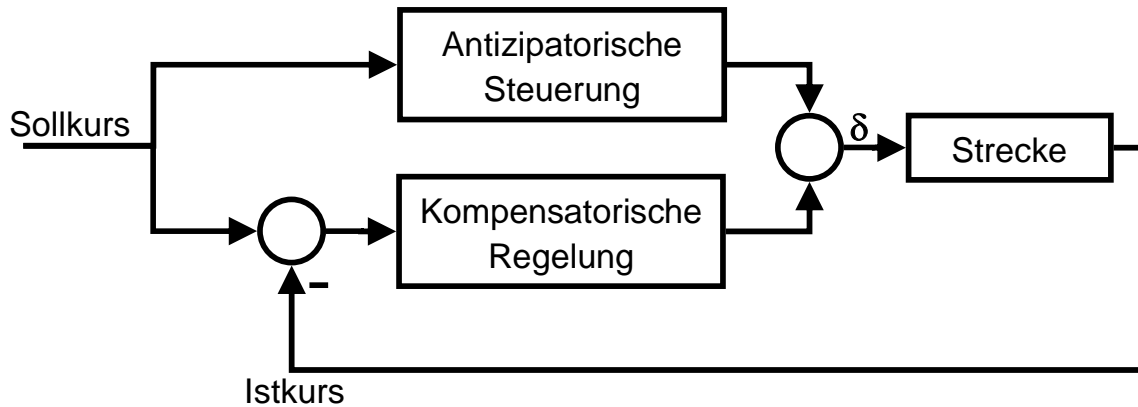 Antizipatorische
Steuerung
Sollkurs
δ
Strecke
Kompensatorische
Regelung
-
Istkurs